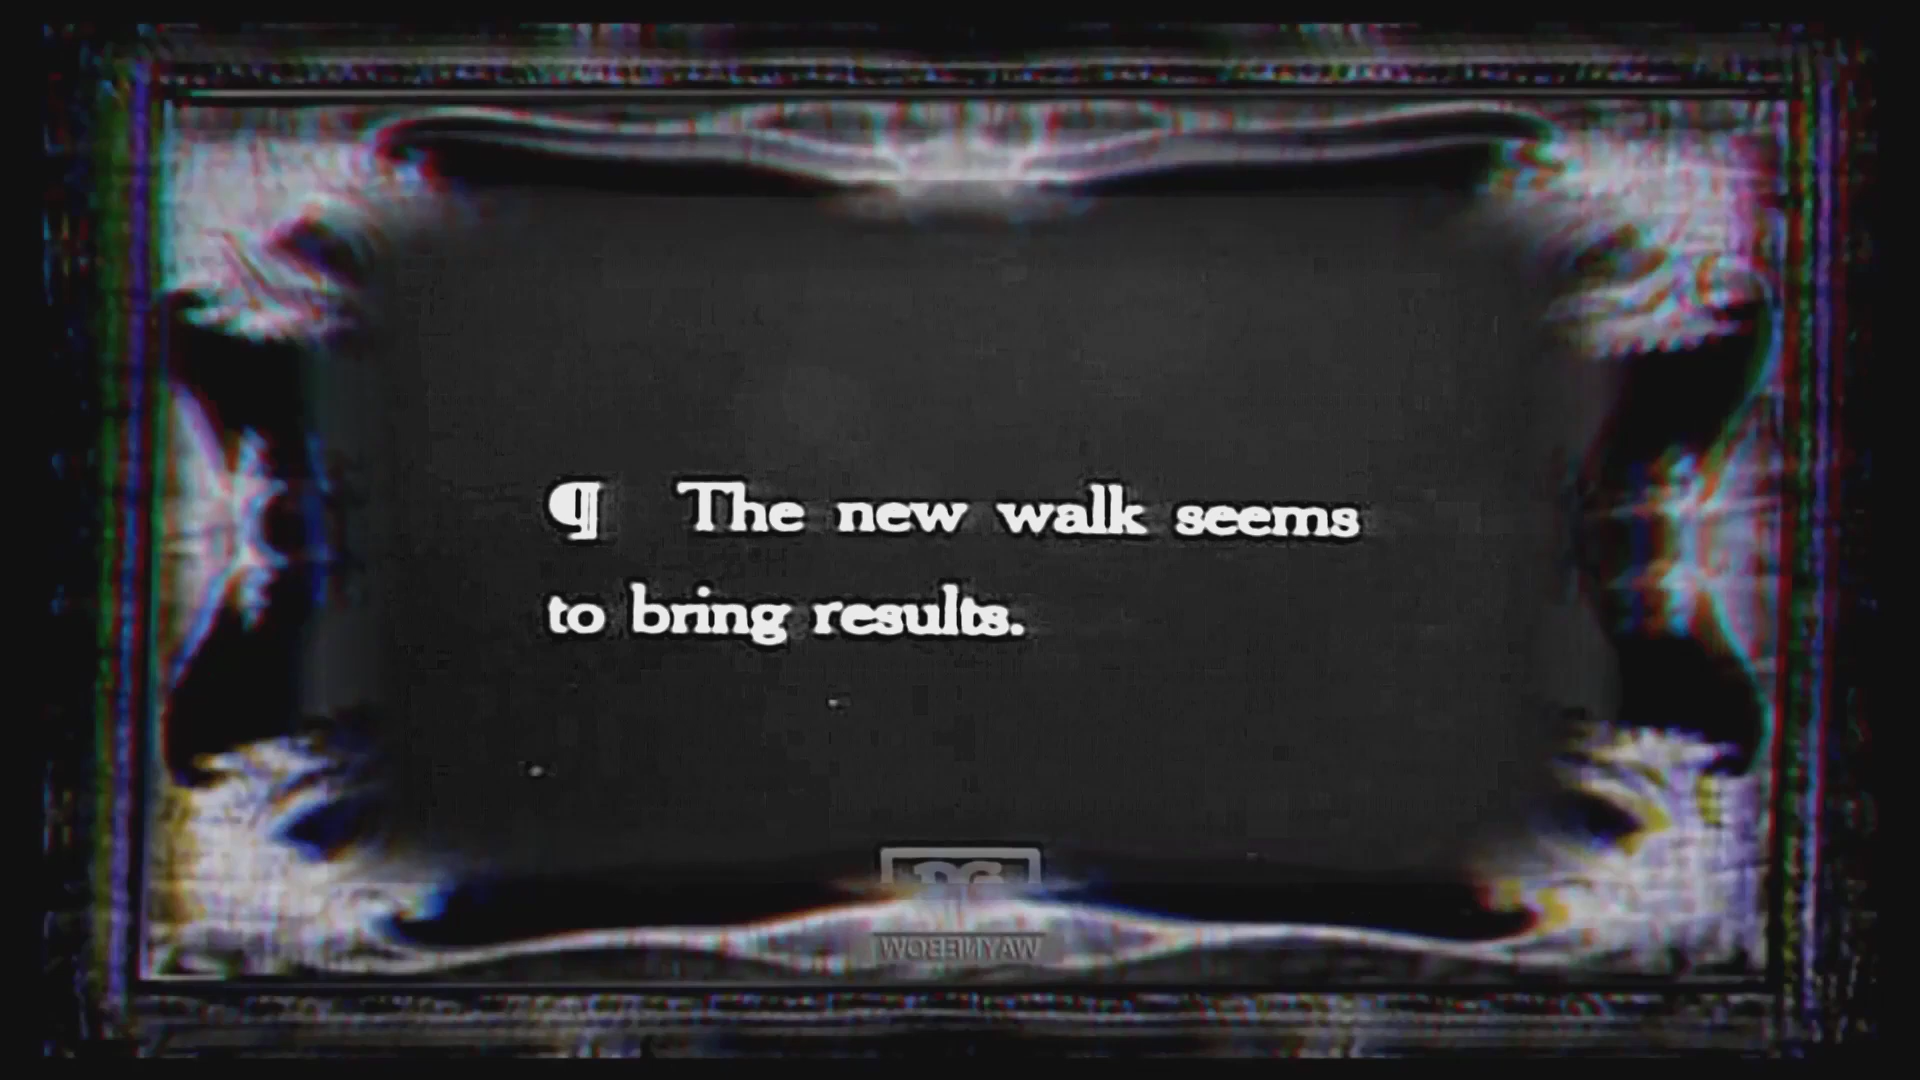 ¶ The new walk seems
to bring results.